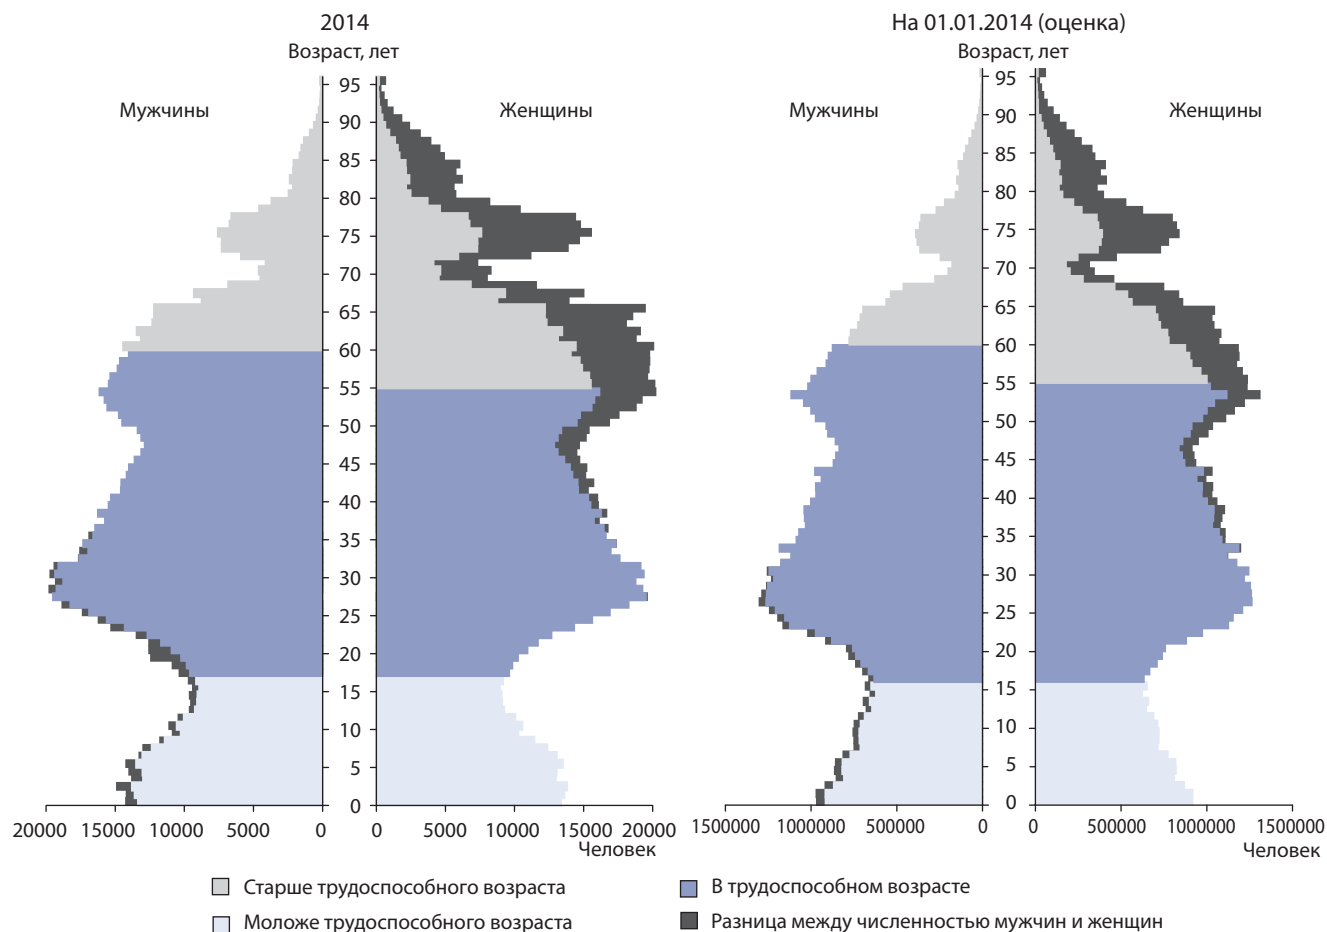 2014
Возраст, лет
Мужчины
Женщины
95
90
85
80
75
70
65
60
55
50
45
40
35
30
25
20
15
10
5
0
20000 15000 10000 5000 0
0 5000 10000 15000 20000
Человек
На 01.01.2014 (оценка)
Возраст, лет
Мужчины
Женщины
95
90
85
80
75
70
65
60
55
50
45
40
35
30
25
20
15
10
5
0
1500000 1000000 500000 0
0 500000 1000000 1500000
Человек
Старше трудоспособного возраста
В трудоспособном возрасте
Моложе трудоспособного возраста
Разница между численностью мужчин и женщин